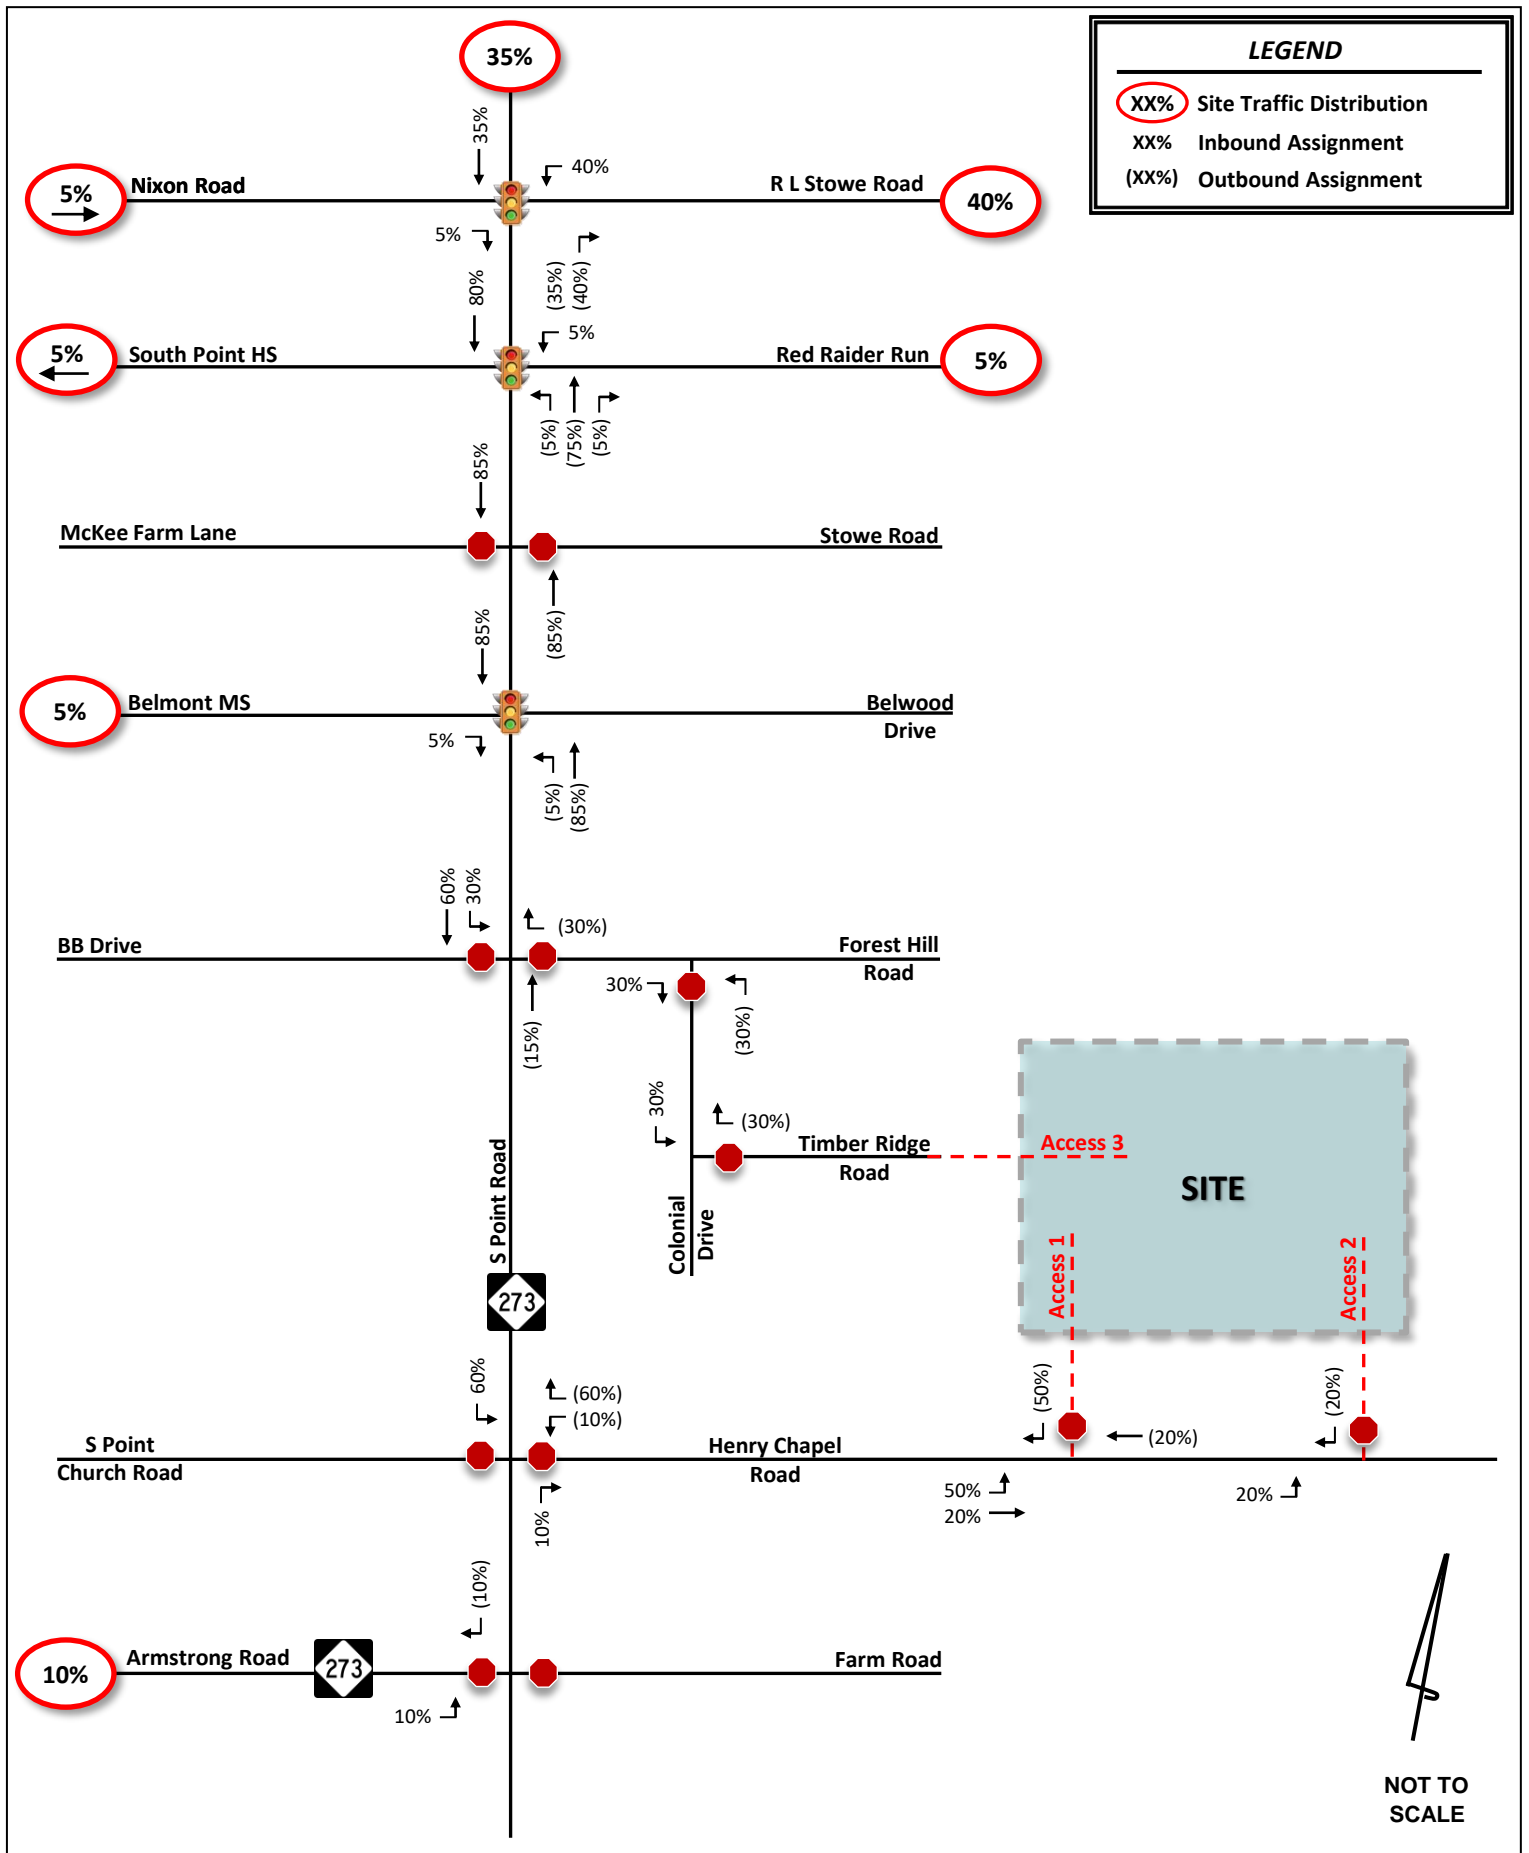 35%
LEGEND
XX% Site Traffic Distribution
XX% Inbound Assignment
(XX%) Outbound Assignment
35%
40%
5%
Nixon Road
R L Stowe Road
40%
5%
80%
(35%)
(40%)
5%
5%
South Point HS
Red Raider Run
5%
(5%)
(75%)
(5%)
85%
McKee Farm Lane
Stowe Road
(85%)
85%
5%
Belmont MS
Belwood
Drive
5%
(5%)
(85%)
60%
30%
(30%)
BB Drive
Forest Hill
Road
30%
(30%)
(15%)
30%
(30%)
Timber Ridge
Road
Access 3
SITE
S Point Road
Colonial
Drive
Access 1
Access 2
273
60%
(60%)
(10%)
(50%)
(20%)
(20%)
S Point
Church Road
Henry Chapel
Road
10%
50%
20%
20%
(10%)
10%
Armstrong Road
273
Farm Road
10%
NOT TO
SCALE